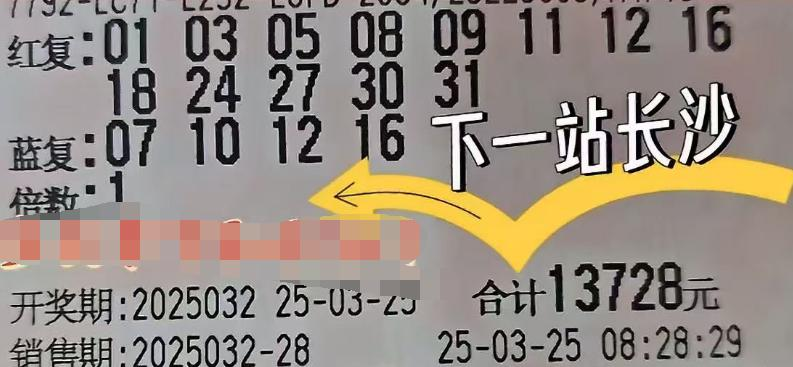 红复:01 03 05 08 09 11 12 16
18 24 27 30 31
蓝复:07 10 12 16
下一站长沙
倍数:1
开奖期:2025032 25-03-25
合计13728元
销售期:2025032-28
25-03-25 08:28:29